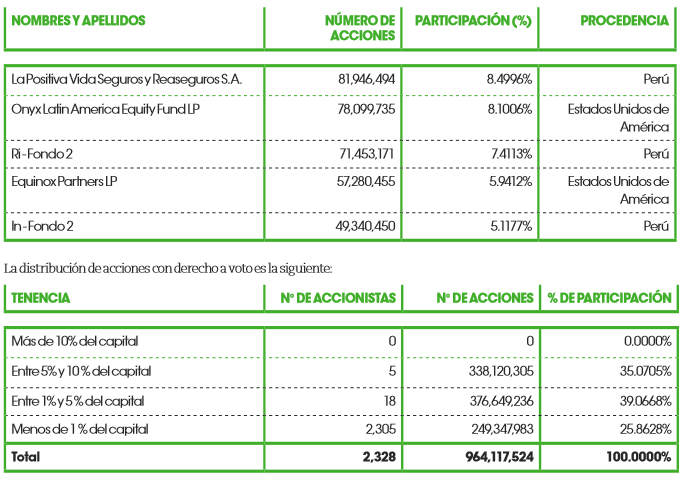 NOMBRES Y APELLIDOS NÚMERO DE ACCIONES PARTICIPACIÓN (%) PROCEDENCIA
La Positiva Vida Seguros y Reaseguros S.A. 81,946,494 8.4996% Perú
Onyx Latin America Equity Fund LP 78,099,735 8.1006% Estados Unidos de América
Ri - Fondo 2 71,453,171 7.4113% Perú
Equinox Partners LP 57,280,455 5.9412% Estados Unidos de América
In - Fondo 2 49,340,450 5.1177% Perú
La distribución de acciones con derecho a voto es la siguiente:
TENENCIA Nº DE ACCIONISTAS Nº DE ACCIONES % DE PARTICIPACIÓN
Más de 10% del capital 0 0 0.0000%
Entre 5% y 10 % del capital 5 338,120,305 35.0705%
Entre 1% y 5 % del capital 18 376,649,236 39.0668%
Menos de 1 % del capital 2,305 249,347,983 25.8628%
Total 2,328 964,117,524 100.0000%